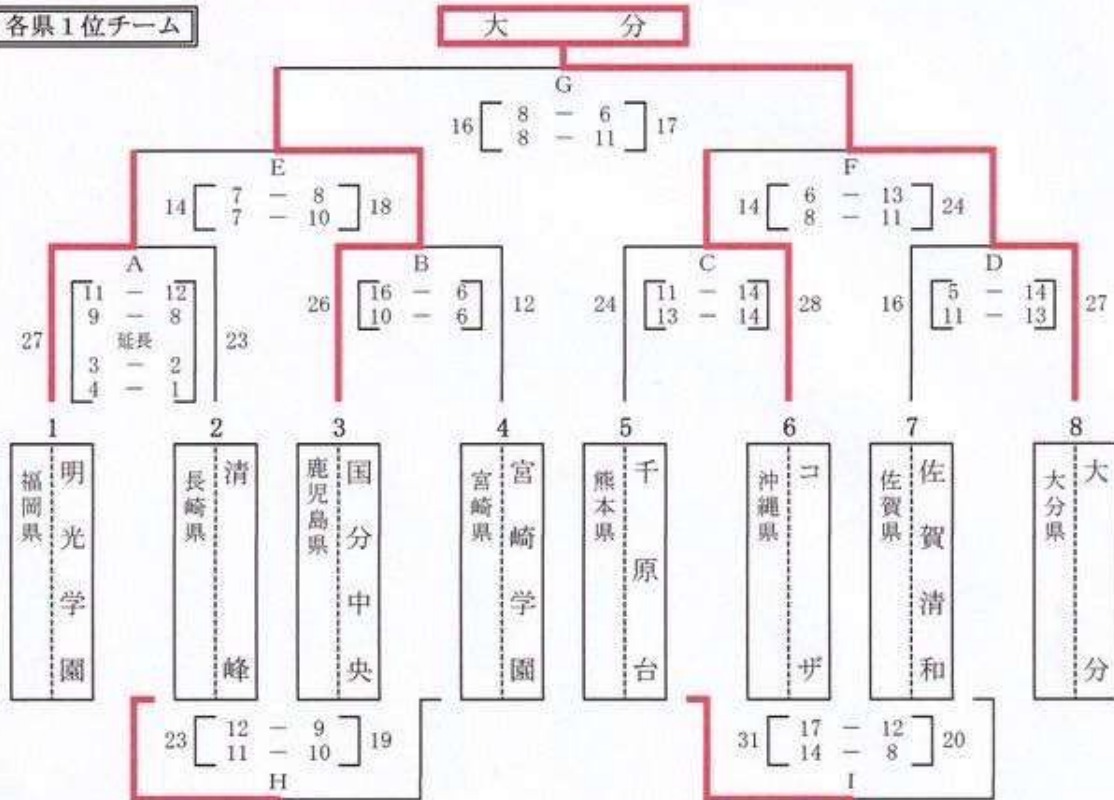 各県1位チーム
大分
G
16 8 － 6 17
8 － 11
E
14 7 － 8 18
7 － 10
F
14 6 － 13 24
8 － 11
A
27 11 － 12 23
9 － 8
延長
3 － 2
4 － 1
B
26 16 － 6 12
10 － 6
C
24 11 － 14 28
13 － 14
D
16 5 － 14 27
11 － 13
1
福岡県
明光学園
2
長崎県
清峰
3
鹿児島県
国分中央
4
宮崎県
宮崎学園
5
熊本県
千原台
6
沖縄県
コザ
7
佐賀県
佐賀清和
8
大分県
大分
23 12 － 9 19
11 － 10
H
31 17 － 12 20
14 － 8
I